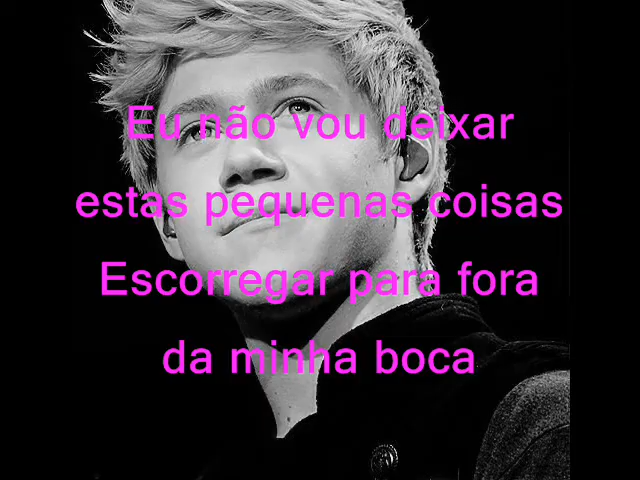 Eu não vou deixar
estas pequenas coisas
Escorregar para fora
da minha boca